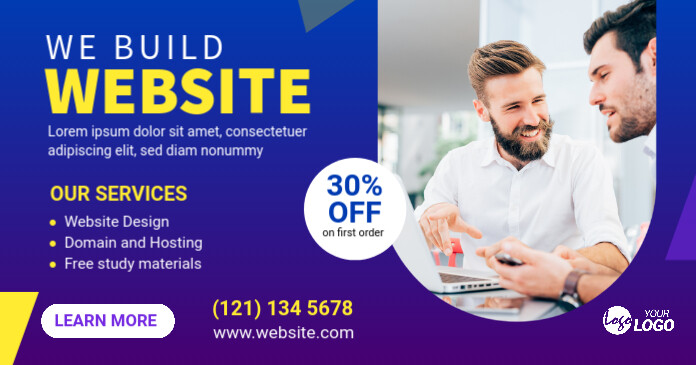 WE BUILD
WEBSITE
Lorem ipsum dolor sit amet, consectetuer
adipiscing elit, sed diam nonummy
OUR SERVICES
Website Design
Domain and Hosting
Free study materials
30%
OFF
on first order
LEARN MORE
(121) 134 5678
www.website.com
Logo
YOUR
LOGO